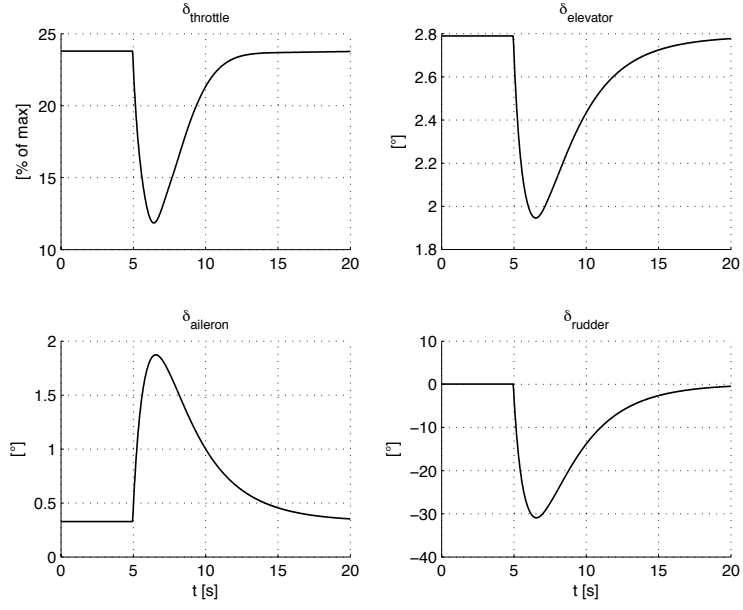 δthrottle
25
20
15
10
[% of max]
0 5 10 15 20
δelevator
2.8
2.6
2.4
2.2
2
1.8
[°]
0 5 10 15 20
δaileron
2
1.5
1
0.5
0
[°]
0 5 10 15 20
t [s]
δrudder
10
0
−10
−20
−30
−40
[°]
0 5 10 15 20
t [s]